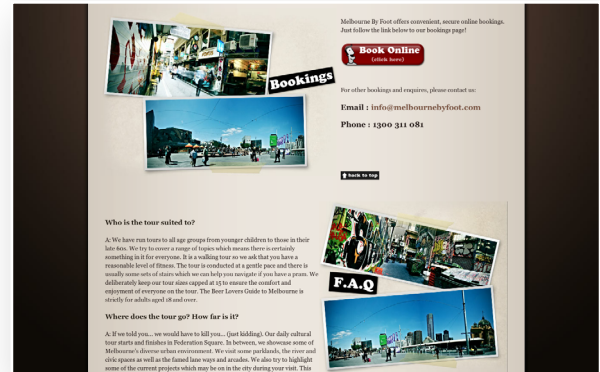 Melbourne By Foot offers convenient, secure online bookings.
Just follow the link below to our bookings page!
Book Online
(click here)
Bookings
For other bookings and enquires, please contact us:
Email : info@melbournebyfoot.com
Phone : 1300 311 081
back to top
Who is the tour suited to?
A: We have run tours to all age groups from younger children to those in their
late 60s. We try to cover a range of topics which means there is certainly
something in it for everyone. It is a walking tour so we ask that you have a
reasonable level of fitness. The tour is conducted at a gentle pace and there is
usually some sets of stairs which we can help you navigate if you have a pram. We
deliberately keep our tour sizes capped at 15 to ensure the comfort and
enjoyment of everyone on the tour. The Beer Lovers Guide to Melbourne is
strictly for adults aged 18 and over.
F.A.Q
Where does the tour go? How far is it?
A: If we told you... we would have to kill you... (just kidding). Our daily cultural
tour starts and finishes in Federation Square. In between, we showcase some of
Melbourne's diverse urban environment. We visit some parklands, the river and
civic spaces as well as the famed lane ways and arcades. We also try to highlight
some of the current projects which may be on in the city during your visit. This